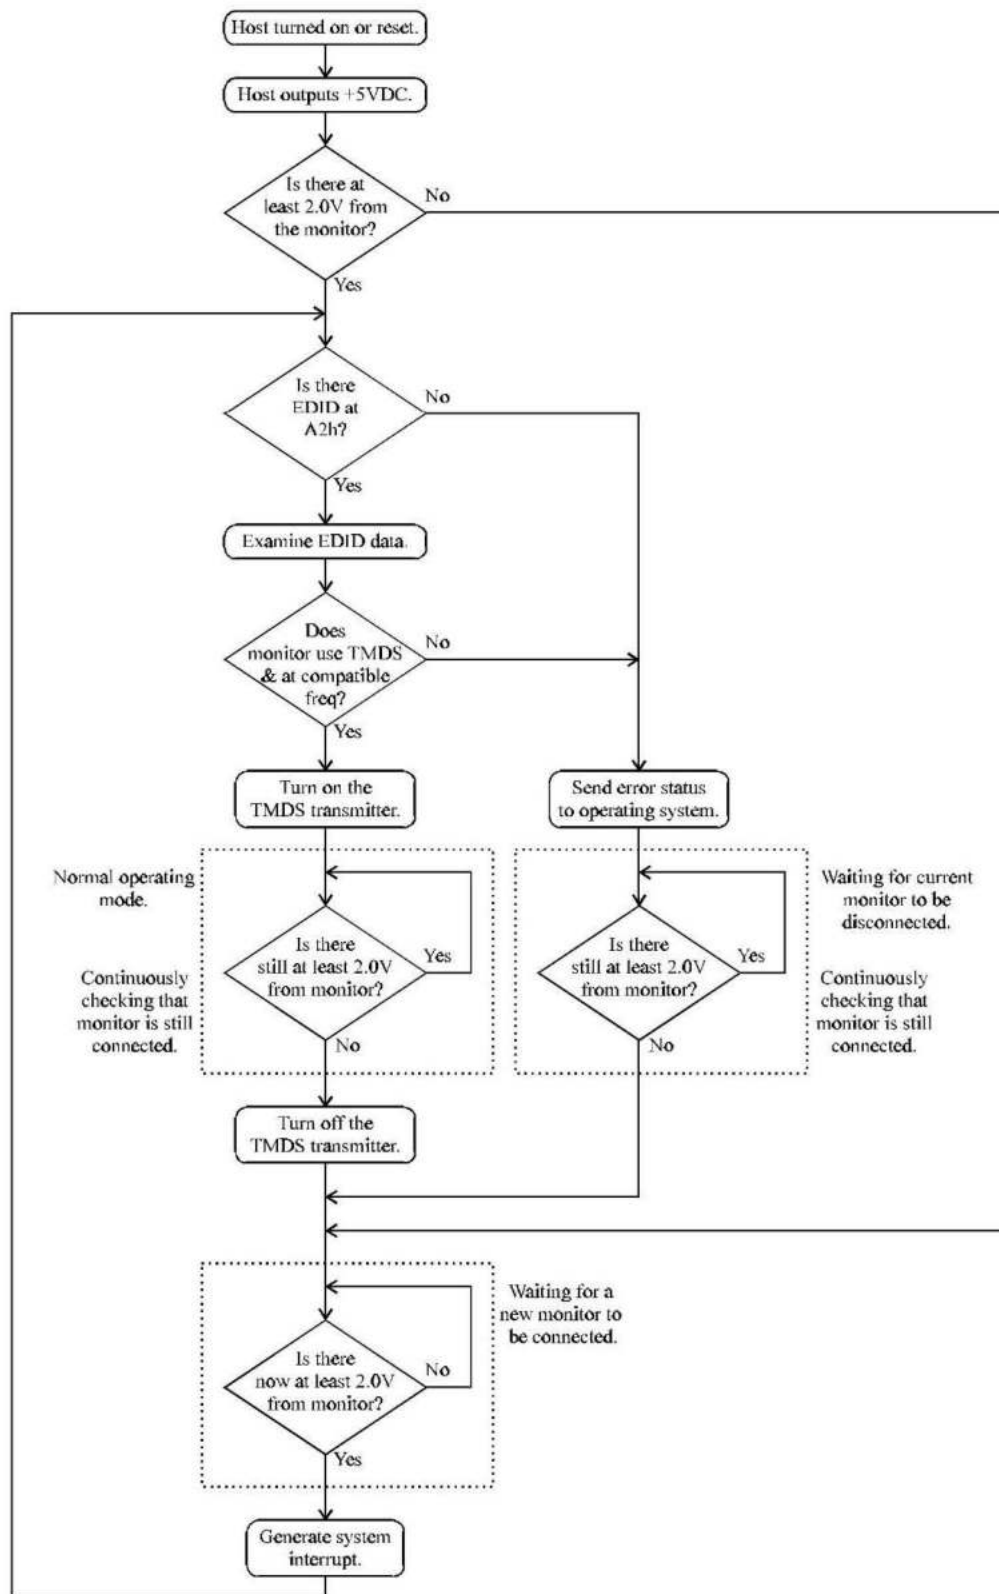 Host turned on or reset.
Host outputs +5VDC.
Is there at
least 2.0V from
the monitor?
No
Yes
Is there
EDID at
A2h?
No
Yes
Examine EDID data.
Does
monitor use TMDS
& at compatible
freq?
No
Yes
Turn on the
TMDS transmitter.
Send error status
to operating system.
Normal operating
mode.
Continuously
checking that
monitor is still
connected.
Is there
still at least 2.0V
from monitor?
Yes
No
Is there
still at least 2.0V
from monitor?
Yes
No
Waiting for current
monitor to be
disconnected.
Continuously
checking that
monitor is still
connected.
Turn off the
TMDS transmitter.
Waiting for a
new monitor to
be connected.
Is there
now at least 2.0V
from monitor?
No
Yes
Generate system
interrupt.